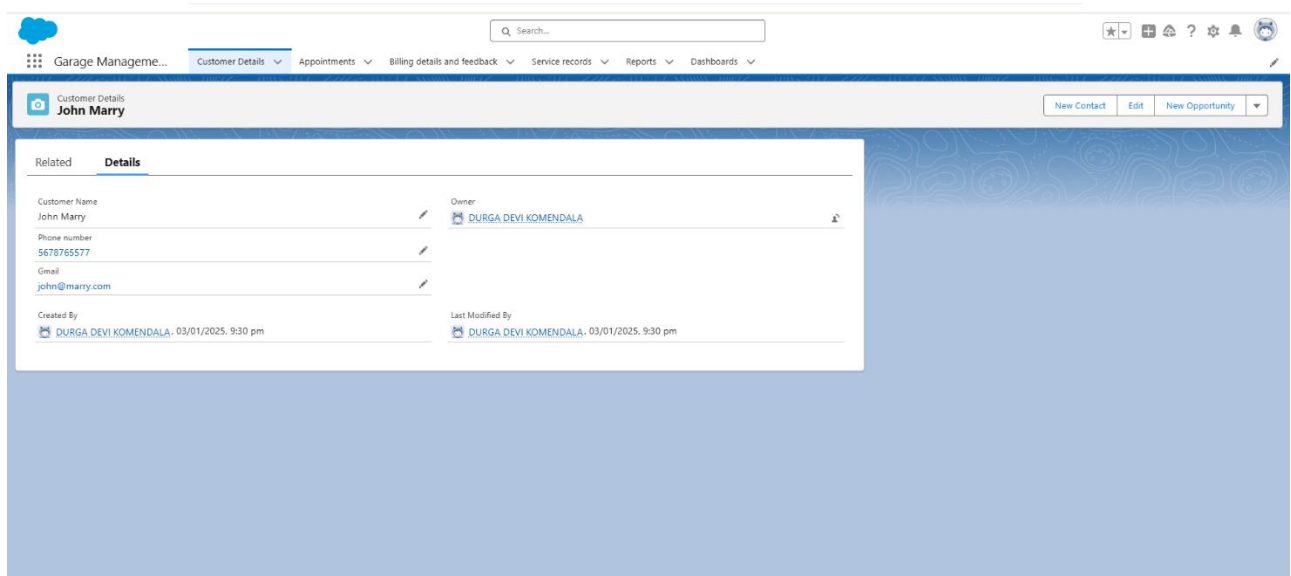 Search...
Garage Manageme... Customer Details Appointments Billing details and feedback Service records Reports Dashboards
Customer Details
John Marry
New Contact Edit New Opportunity
Related Details
Customer Name Owner
John Marry DURGA DEVI KOMENDALA
Phone number
5678765577
Gmail
john@marry.com
Created By Last Modified By
DURGA DEVI KOMENDALA, 03/01/2025, 9:30 pm DURGA DEVI KOMENDALA, 03/01/2025, 9:30 pm